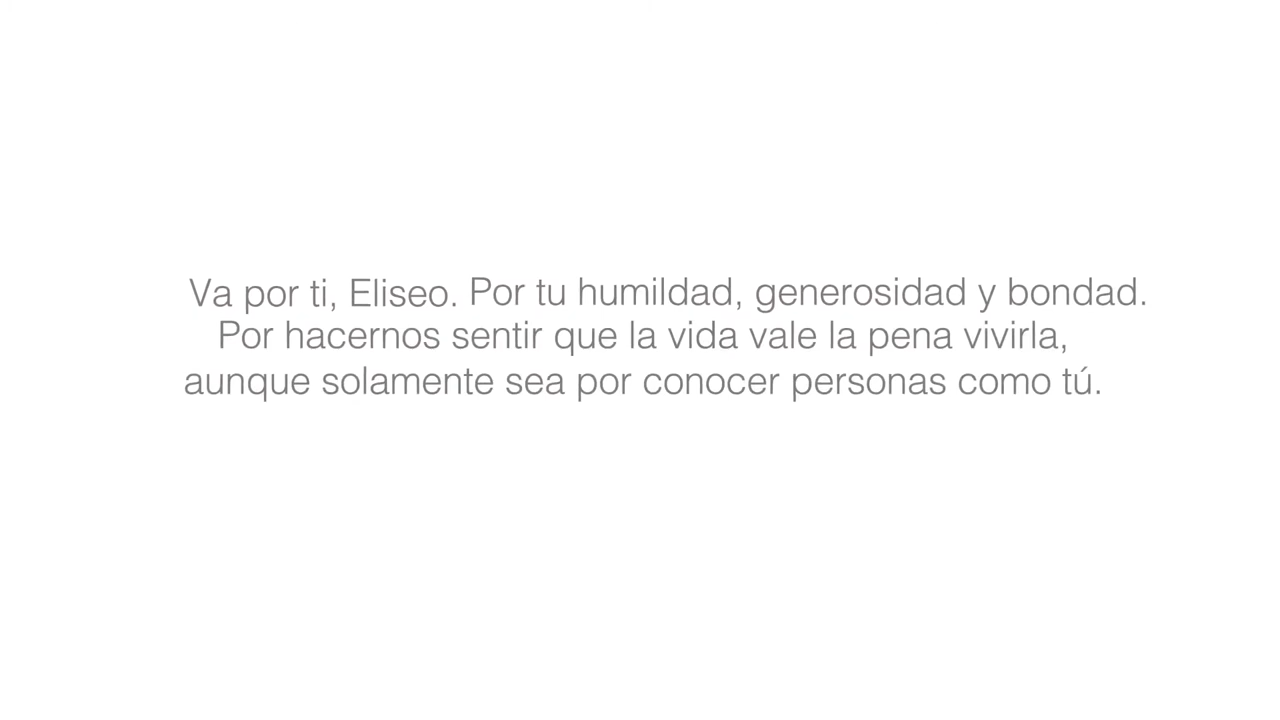 Va por ti, Eliseo. Por tu humildad, generosidad y bondad.
Por hacernos sentir que la vida vale la pena vivirla,
aunque solamente sea por conocer personas como tú.